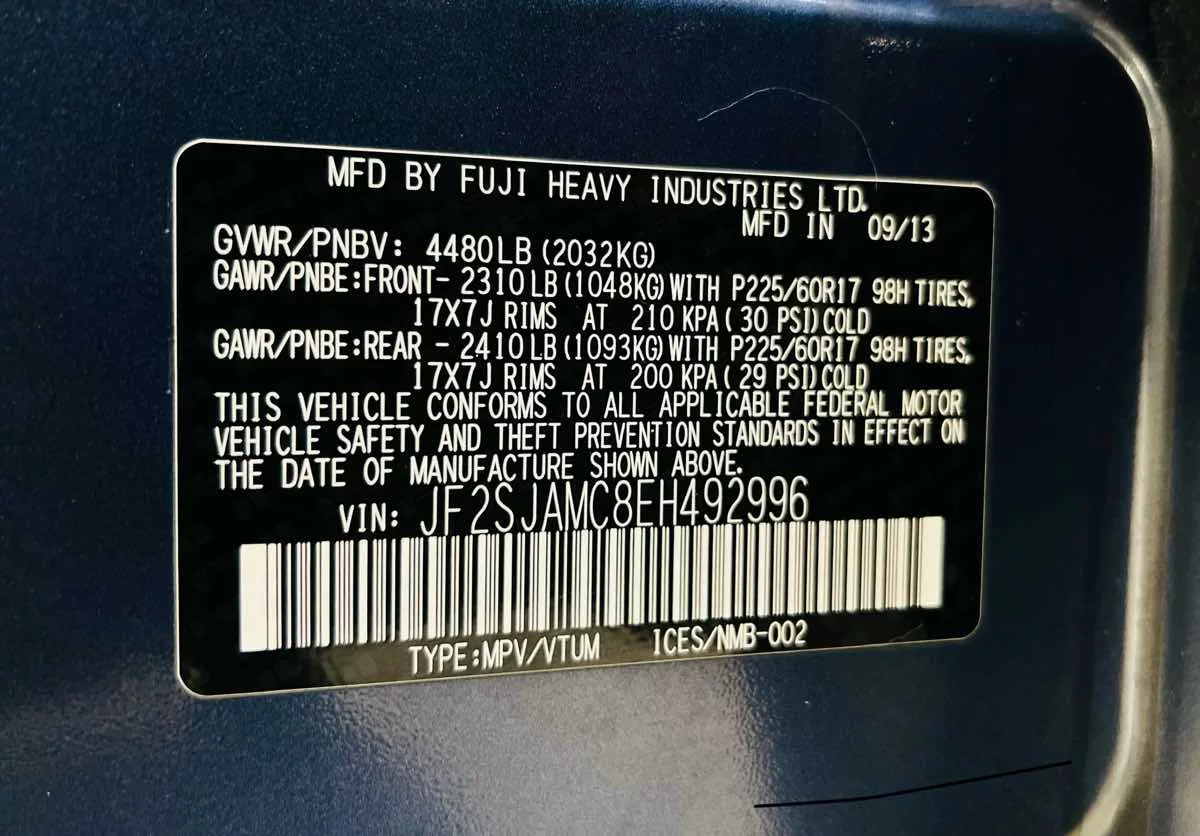 MFD BY FUJI HEAVY INDUSTRIES LTD.
MFD IN 09/13
GVWR/PNBV: 4480LB (2032KG)
GAWR/PNBE:FRONT- 2310 LB (1048KG) WITH P225/60R17 98H TIRES,
17X7J RIMS AT 210 KPA ( 30 PSI) COLD
GAWR/PNBE:REAR - 2410 LB (1093KG) WITH P225/60R17 98H TIRES,
17X7J RIMS AT 200 KPA ( 29 PSI) COLD
THIS VEHICLE CONFORMS TO ALL APPLICABLE FEDERAL MOTOR
VEHICLE SAFETY AND THEFT PREVENTION STANDARDS IN EFFECT ON
THE DATE OF MANUFACTURE SHOWN ABOVE.
VIN: JF2SJAMC8EH492996
TYPE:MPV/VTUM ICES/NMB-002